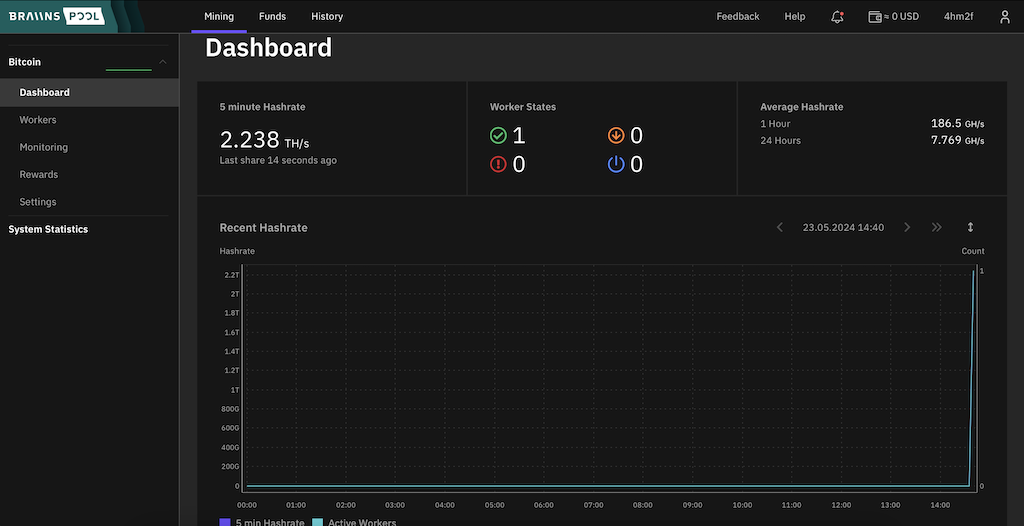 BRAIINS POOL
Mining Funds History
Feedback Help ≈ 0 USD 4hm2f
Bitcoin
Dashboard
Workers
Monitoring
Rewards
Settings
System Statistics
Dashboard
5 minute Hashrate
2.238 TH/s
Last share 14 seconds ago
Worker States
1 0
0 0
Average Hashrate
1 Hour 186.5 GH/s
24 Hours 7.769 GH/s
Recent Hashrate
23.05.2024 14:40
Hashrate Count
2.2T 1
2T
1.8T
1.6T
1.4T
1.2T
1T
800G
600G
400G
200G
0 0
00:00 01:00 02:00 03:00 04:00 05:00 06:00 07:00 08:00 09:00 10:00 11:00 12:00 13:00 14:00
5 min Hashrate Active Workers